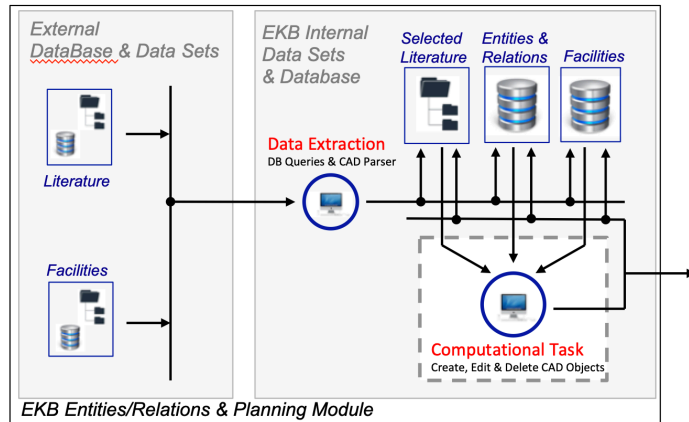 External
DataBase & Data Sets
EKB Internal
Data Sets
& Database
Selected
Literature
Entities &
Relations
Facilities
Data Extraction
DB Queries & CAD Parser
Literature
Facilities
Computational Task
Create, Edit & Delete CAD Objects
EKB Entities/Relations & Planning Module